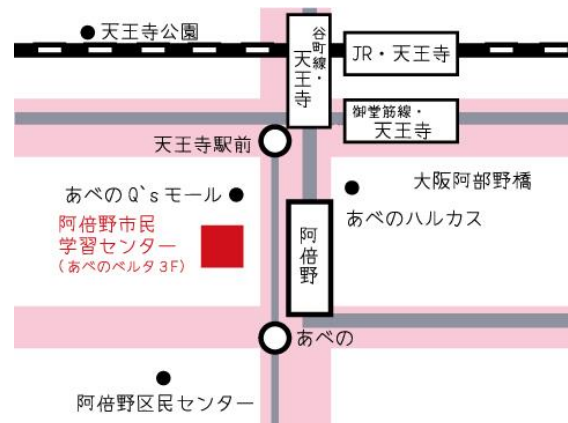 天王寺公園
谷町線・
天王寺
JR・天王寺
御堂筋線・
天王寺
天王寺駅前
あべのQ`sモール
大阪阿部野橋
あべのハルカス
阿倍野市民
学習センター
(あべのベルタ3F)
阿倍野
あべの
阿倍野区民センター